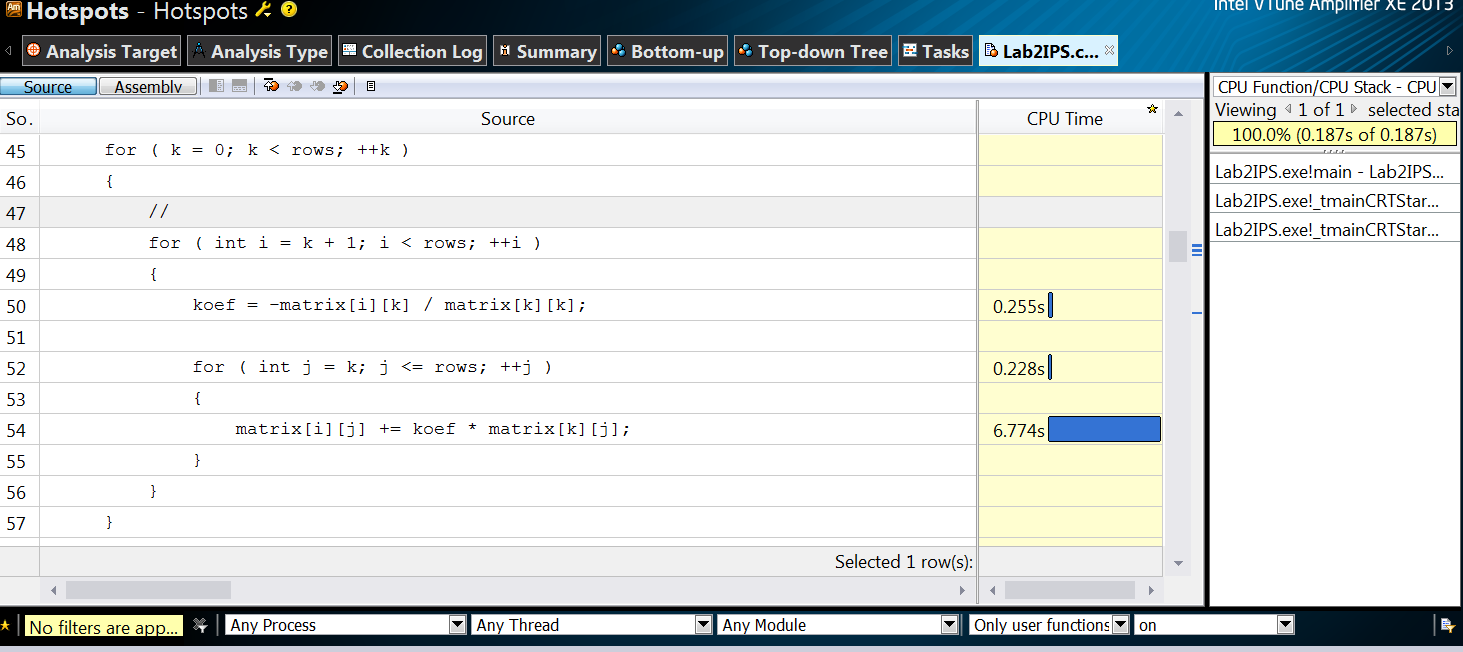 Hotspots - Hotspots ?
Intel VTune Amplifier XE 2013
Analysis Target Analysis Type Collection Log Summary Bottom-up Top-down Tree Tasks Lab2IPS.c...
Source Assembly
CPU Function/CPU Stack - CPU
Viewing 1 of 1 selected sta
100.0% (0.187s of 0.187s)
Lab2IPS.exe!main - Lab2IPS...
Lab2IPS.exe!_tmainCRTStar...
Lab2IPS.exe!_tmainCRTStar...
So. Source CPU Time
45 for ( k = 0; k < rows; ++k )
46 {
47 //
48 for ( int i = k + 1; i < rows; ++i )
49 {
50 koef = -matrix[i][k] / matrix[k][k]; 0.255s
51
52 for ( int j = k; j <= rows; ++j ) 0.228s
53 {
54 matrix[i][j] += koef * matrix[k][j]; 6.774s
55 }
56 }
57 }
Selected 1 row(s):
No filters are app... Any Process Any Thread Any Module Only user functions on